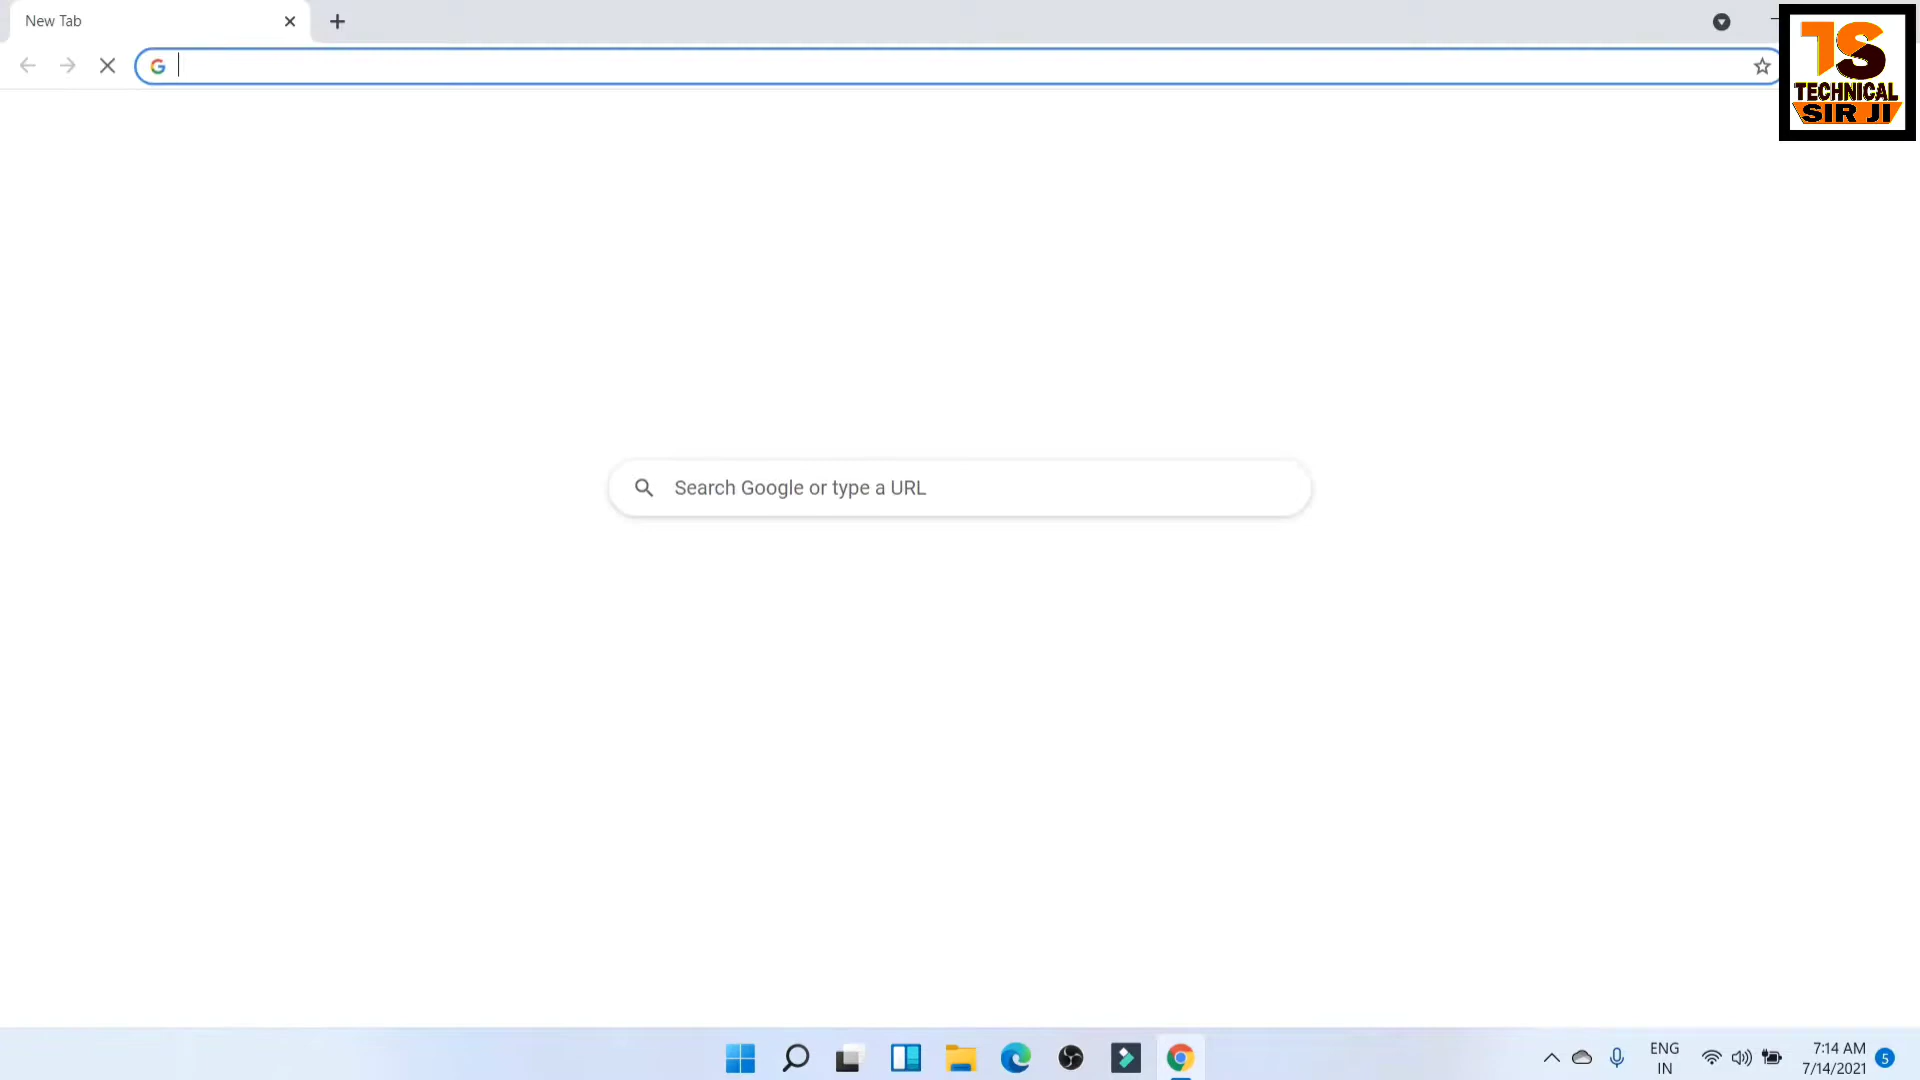 New Tab
TS
TECHNICAL
SIR JI
Search Google or type a URL
ENG
IN
7:14 AM
7/14/2021
5